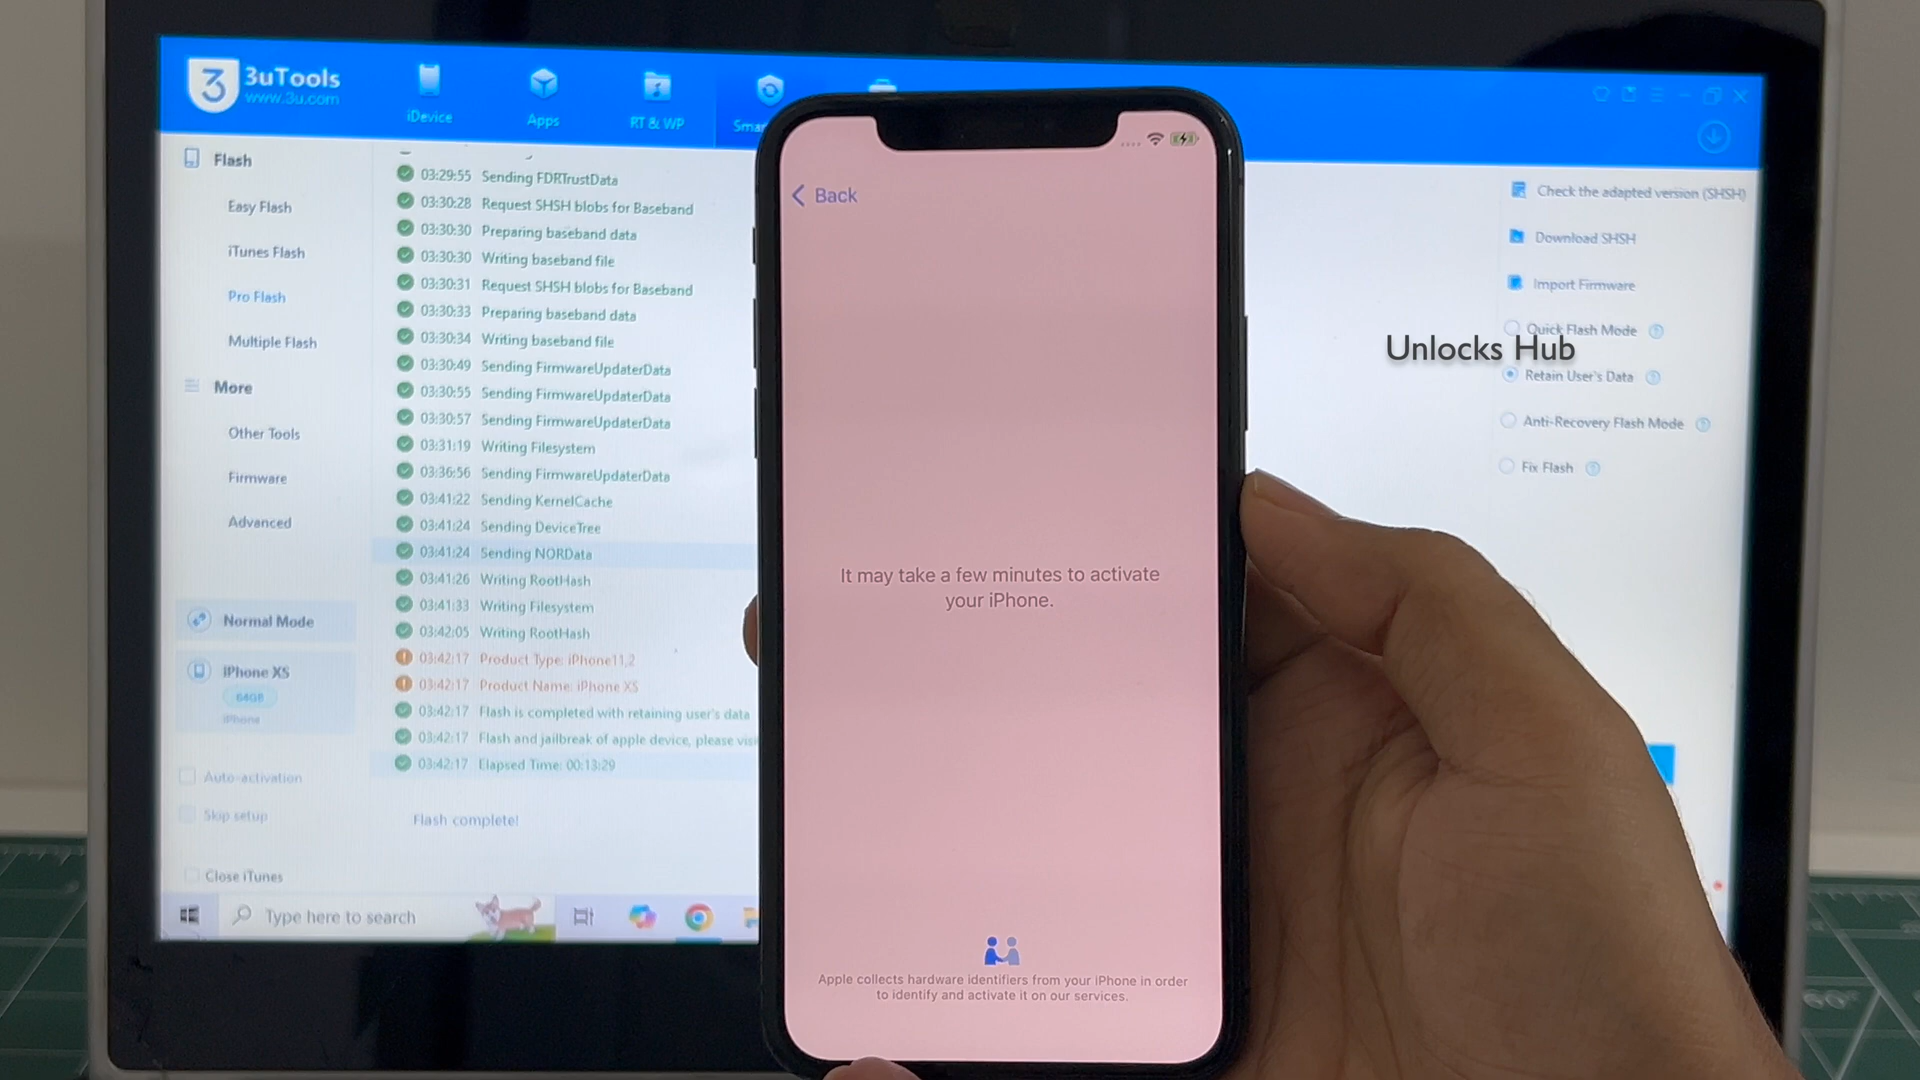 3 3uTools
www.3u.com
iDevice
Apps
RT & WP
Flash
Easy Flash
iTunes Flash
Pro Flash
Multiple Flash
More
Other Tools
Firmware
Advanced
Normal Mode
iPhone XS
64GB
iPhone
Auto-activation
Skip setup
Close iTunes
03:29:55 Sending FDRTrustData
03:30:28 Request SHSH blobs for Baseband
03:30:30 Preparing baseband data
03:30:30 Writing baseband file
03:30:31 Request SHSH blobs for Baseband
03:30:33 Preparing baseband data
03:30:34 Writing baseband file
03:30:49 Sending FirmwareUpdaterData
03:30:55 Sending FirmwareUpdaterData
03:30:57 Sending FirmwareUpdaterData
03:31:19 Writing Filesystem
03:36:56 Sending FirmwareUpdaterData
03:41:22 Sending KernelCache
03:41:24 Sending DeviceTree
03:41:24 Sending NORData
03:41:26 Writing RootHash
03:41:33 Writing Filesystem
03:42:05 Writing RootHash
03:42:17 Product Type: iPhone11,2
03:42:17 Product Name: iPhone XS
03:42:17 Flash is completed with retaining user's data
03:42:17 Flash and jailbreak of apple device, please
03:42:17 Elapsed Time: 00:13:29
Flash complete!
Type here to search
Back
It may take a few minutes to activate
your iPhone.
Apple collects hardware identifiers from your iPhone in order
to identify and activate it on our services.
Check the adapted version (SHSH)
Download SHSH
Import Firmware
Quick Flash Mode
Unlocks Hub
Retain User's Data
Anti-Recovery Flash Mode
Fix Flash